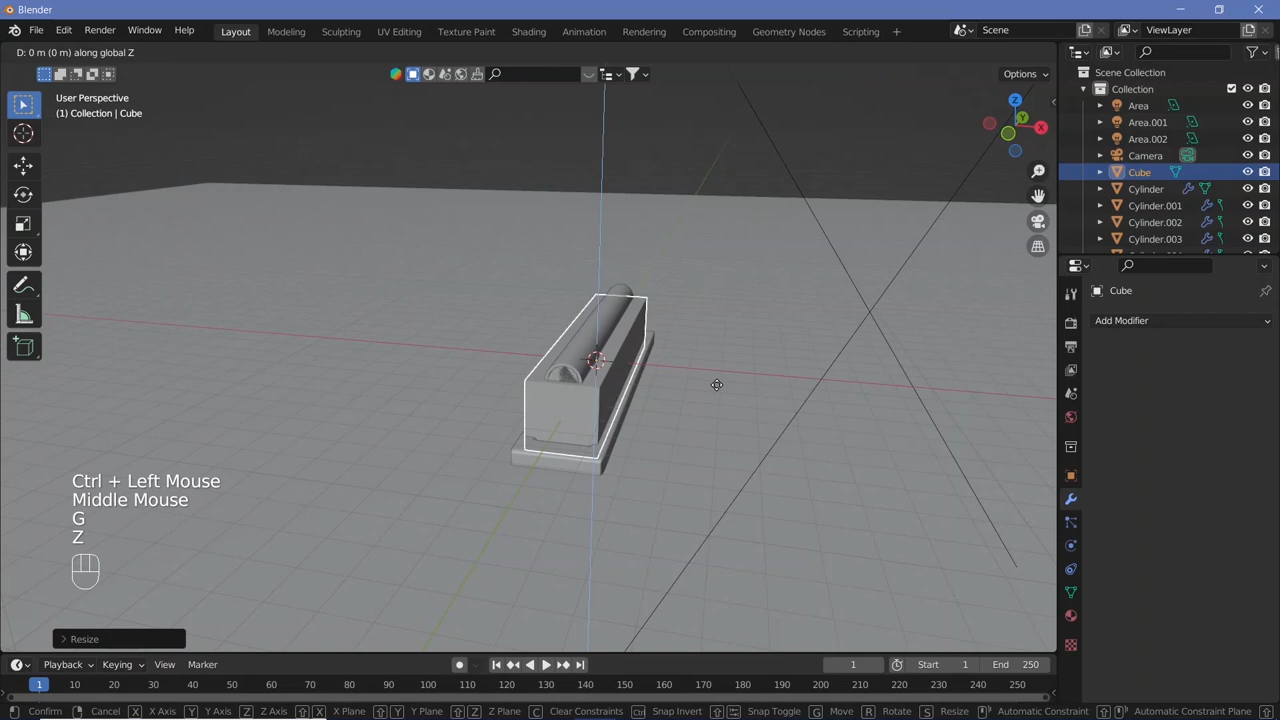 Blender
File Edit Render Window Help Layout Modeling Sculpting UV Editing Texture Paint Shading Animation Rendering Compositing Geometry Nodes Scripting + Scene ViewLayer
D: 0 m (0 m) along global Z
Options
User Perspective
(1) Collection | Cube
Z
Y
X
Scene Collection
Collection
Area
Area.001
Area.002
Camera
Cube
Cylinder
Cylinder.001
Cylinder.002
Cylinder.003
Cube
Add Modifier
Ctrl + Left Mouse
Middle Mouse
G
Z
Resize
Playback Keying View Marker 1 Start 1 End 250
1 10 20 30 40 50 60 70 80 90 100 110 120 130 140 150 160 170 180 190 200 210 220 230 240 250
Confirm Cancel X X Axis Y Y Axis Z Z Axis X X Plane Y Y Plane Z Z Plane C Clear Constraints Snap Invert Snap Toggle G Move R Rotate S Resize Automatic Constraint Automatic Constraint Plane